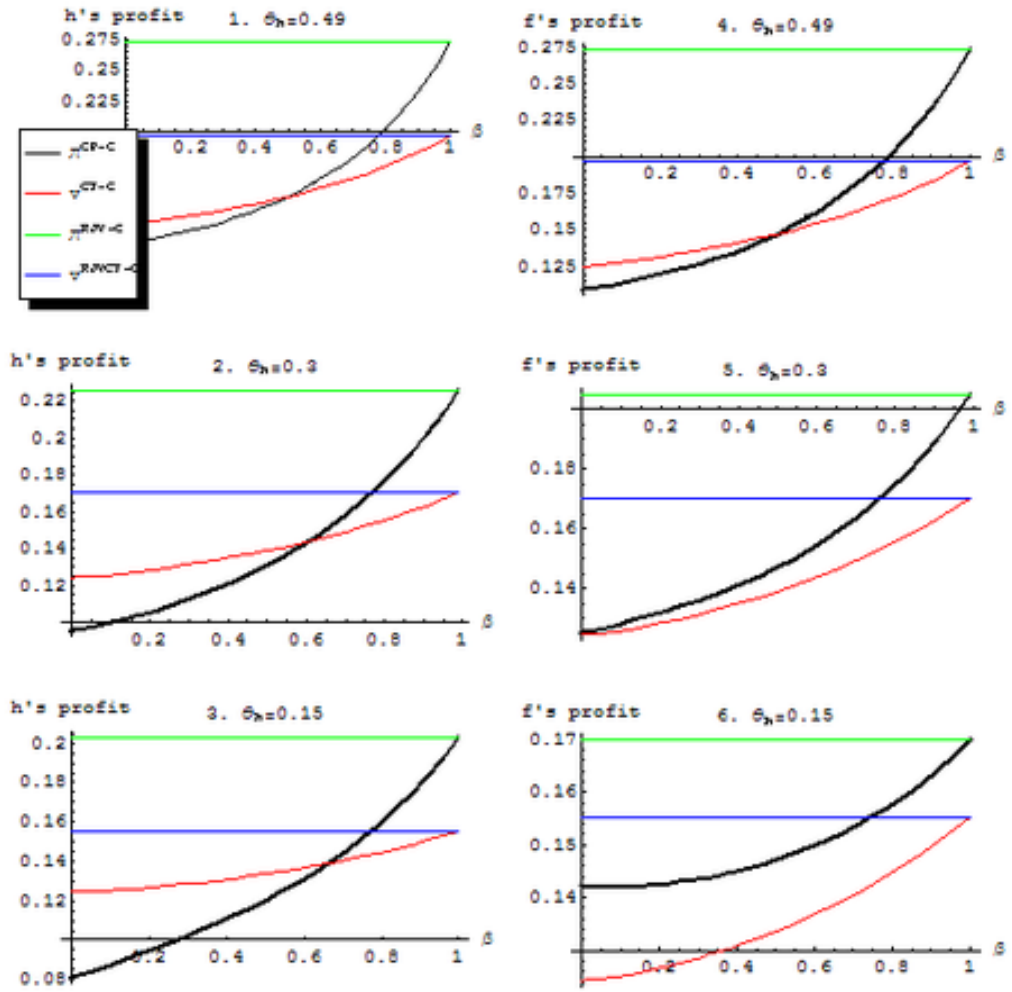 h's profit
1. θh=0.49
0.275
0.25
0.225
β
0.2 0.4 0.6 0.8 1
π^CP-C
v^CT-C
f's profit
4. θh=0.49
0.275
0.25
0.225
β
0.2 0.4 0.6 0.8 1
0.175
0.15
0.125
h's profit
2. θh=0.3
0.22
0.2
0.18
0.16
0.14
0.12
β
0.2 0.4 0.6 0.8 1
f's profit
5. θh=0.3
β
0.2 0.4 0.6 0.8 1
0.18
0.16
0.14
h's profit
3. θh=0.15
0.2
0.18
0.16
0.14
0.12
β
0.2 0.4 0.6 0.8 1
0.08
f's profit
6. θh=0.15
0.17
0.16
0.15
0.14
β
0.2 0.4 0.6 0.8 1